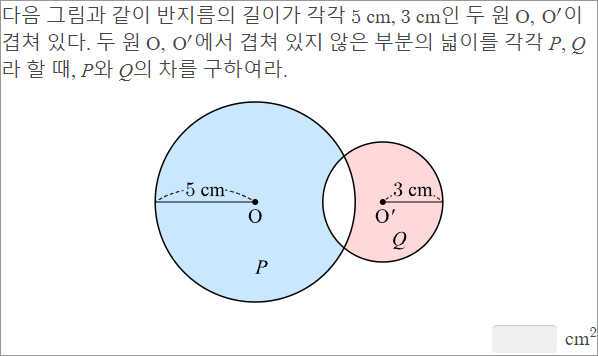 다음 그림과 같이 반지름의 길이가 각각 5 cm, 3 cm인 두 원 O, O′이
겹쳐 있다. 두 원 O, O′에서 겹쳐 있지 않은 부분의 넓이를 각각 P, Q
라 할 때, P와 Q의 차를 구하여라.
5 cm
3 cm
O
O′
Q
P
cm²